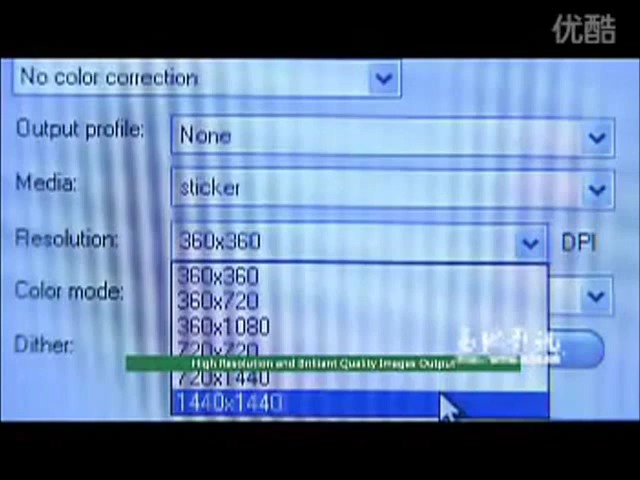 优酷
No color correction
Output profile: None
Media: sticker
Resolution: 360x360 DPI
360x360
Color mode:
360x720
360x1080
Dither:
720x720
High Resolution and Brilliant Quality Images Output
720x1440
1440x1440